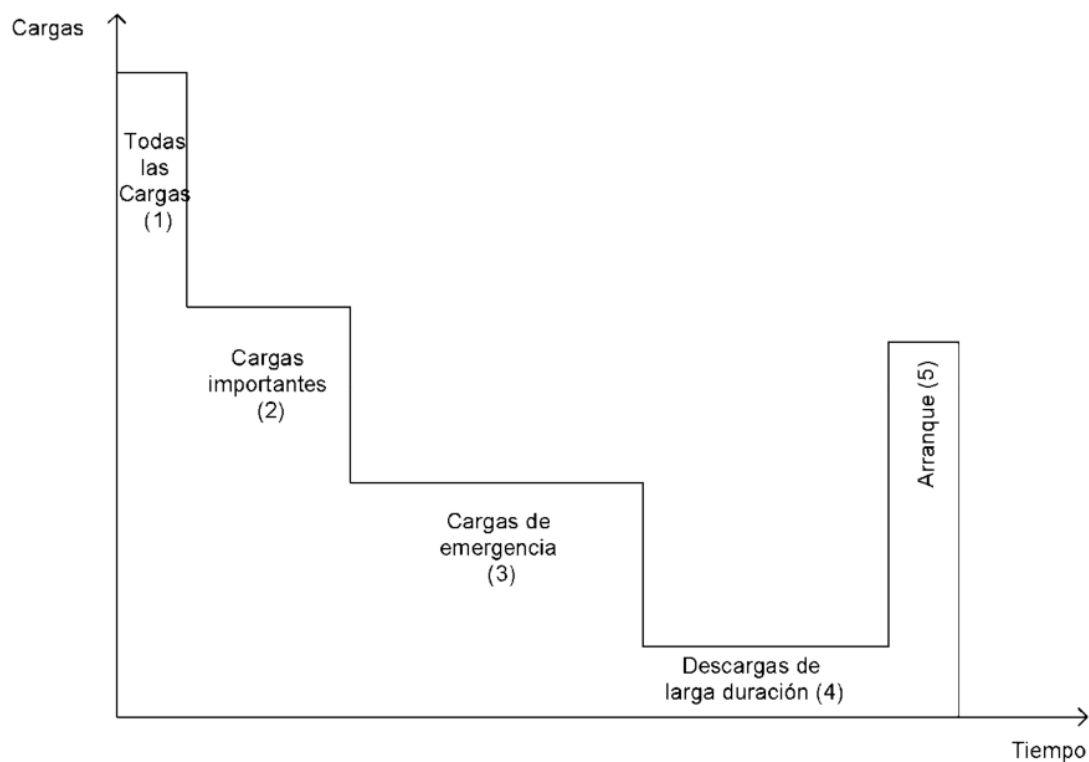 Cargas
Todas
las
Cargas
(1)
Cargas
importantes
(2)
Cargas de
emergencia
(3)
Descargas de
larga duración (4)
Arranque (5)
Tiempo